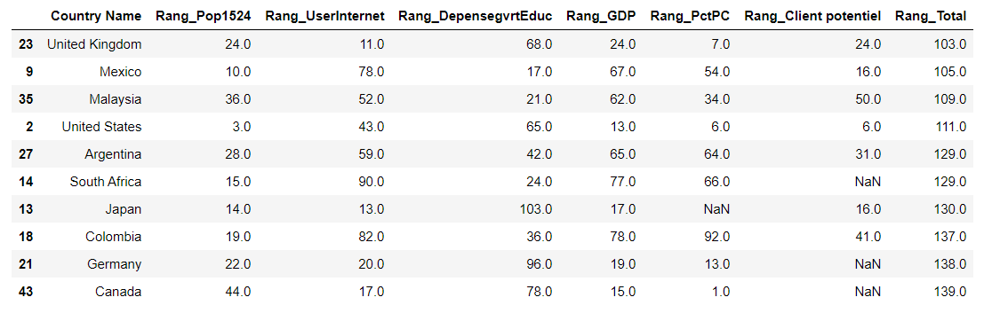 Country Name Rang_Pop1524 Rang_UserInternet Rang_DepensegvrtEduc Rang_GDP Rang_PctPC Rang_Client potentiel Rang_Total
23 United Kingdom 24.0 11.0 68.0 24.0 7.0 24.0 103.0
9 Mexico 10.0 78.0 17.0 67.0 54.0 16.0 105.0
35 Malaysia 36.0 52.0 21.0 62.0 34.0 50.0 109.0
2 United States 3.0 43.0 65.0 13.0 6.0 6.0 111.0
27 Argentina 28.0 59.0 42.0 65.0 64.0 31.0 129.0
14 South Africa 15.0 90.0 24.0 77.0 66.0 NaN 129.0
13 Japan 14.0 13.0 103.0 17.0 NaN 16.0 130.0
18 Colombia 19.0 82.0 36.0 78.0 92.0 41.0 137.0
21 Germany 22.0 20.0 96.0 19.0 13.0 NaN 138.0
43 Canada 44.0 17.0 78.0 15.0 1.0 NaN 139.0